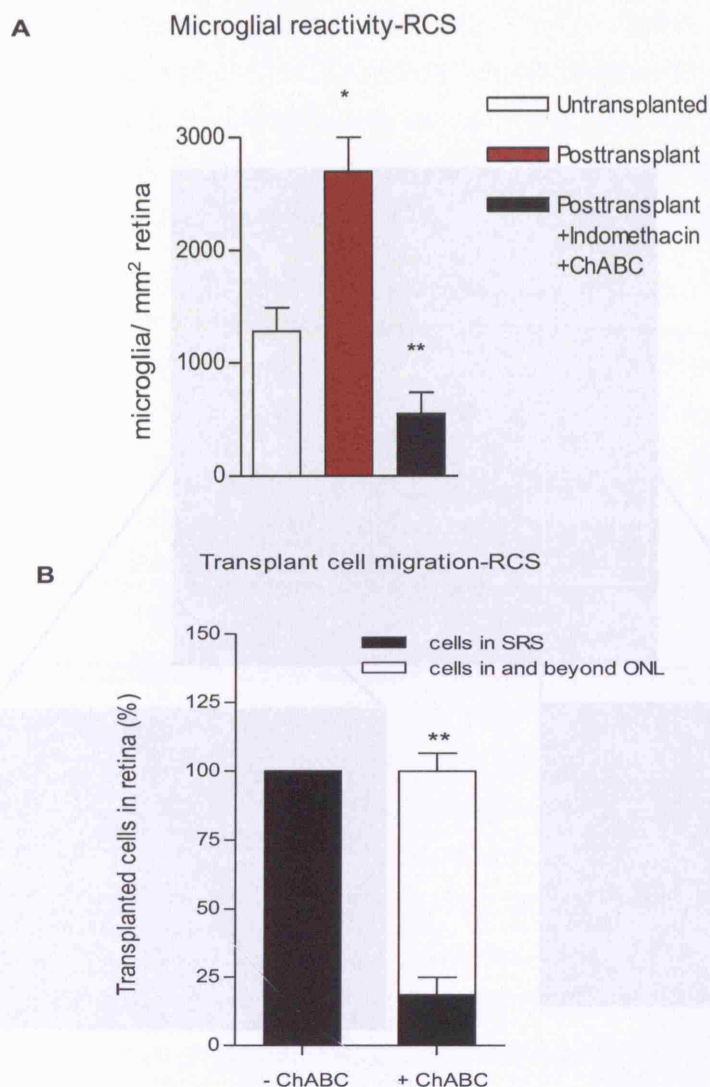 A
Microglial reactivity-RCS
*
**
3000
2000
1000
0
microglia/ mm² retina
Untransplanted
Posttransplant
Posttransplant
+Indomethacin
+ChABC
B
Transplant cell migration-RCS
150
125
100
75
50
25
0
Transplanted cells in retina (%)
cells in SRS
cells in and beyond ONL
**
- ChABC
+ ChABC